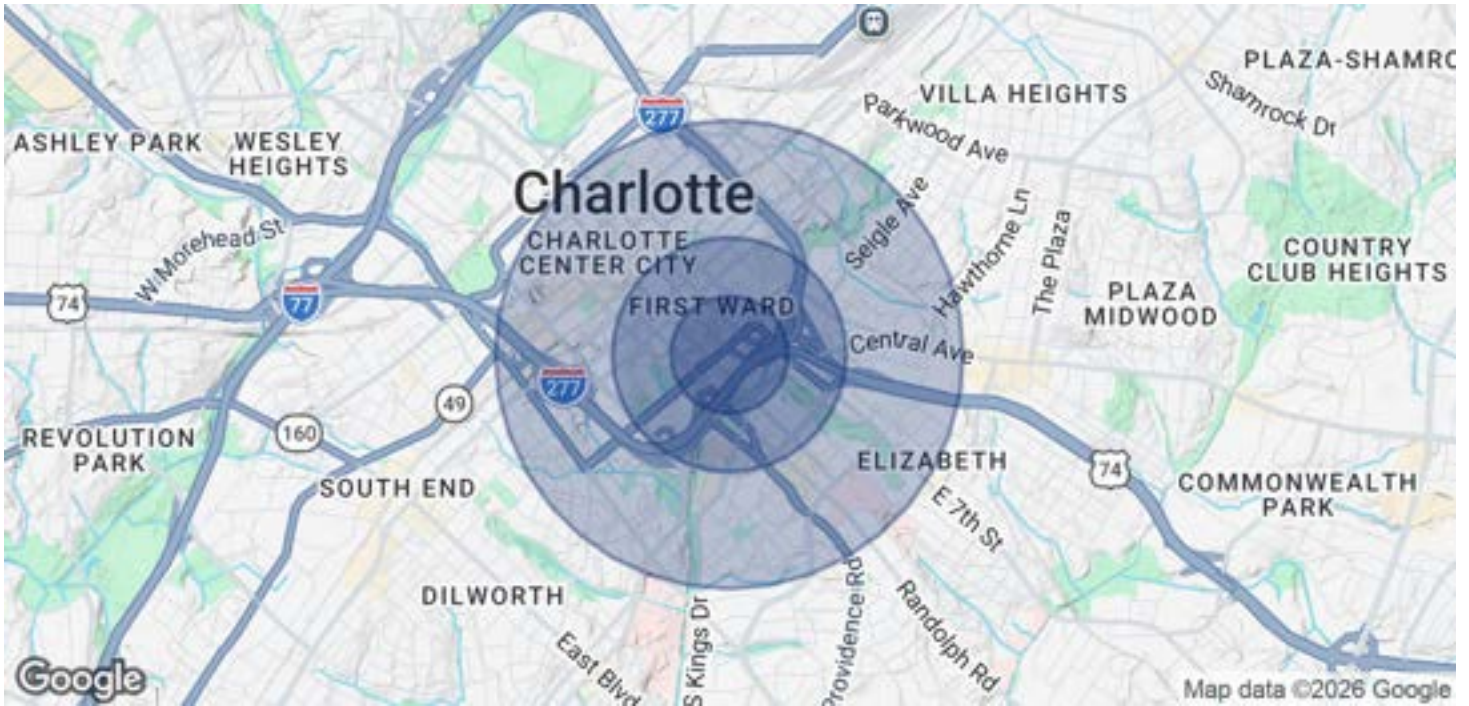 PLAZA-SHAMRO
Shamrock Dr
VILLA HEIGHTS
Parkwood Ave
277
ASHLEY PARK
WESLEY
HEIGHTS
Charlotte
CHARLOTTE
CENTER CITY
Seigle Ave
Hawthorne Ln
The Plaza
COUNTRY
CLUB HEIGHTS
W Morehead St
74
77
FIRST WARD
PLAZA
MIDWOOD
Central Ave
277
49
160
REVOLUTION
PARK
SOUTH END
ELIZABETH
74
COMMONWEALTH
PARK
E 7th St
DILWORTH
East Blvd
S Kings Dr
Providence Rd
Randolph Rd
Google
Map data ©2026 Google